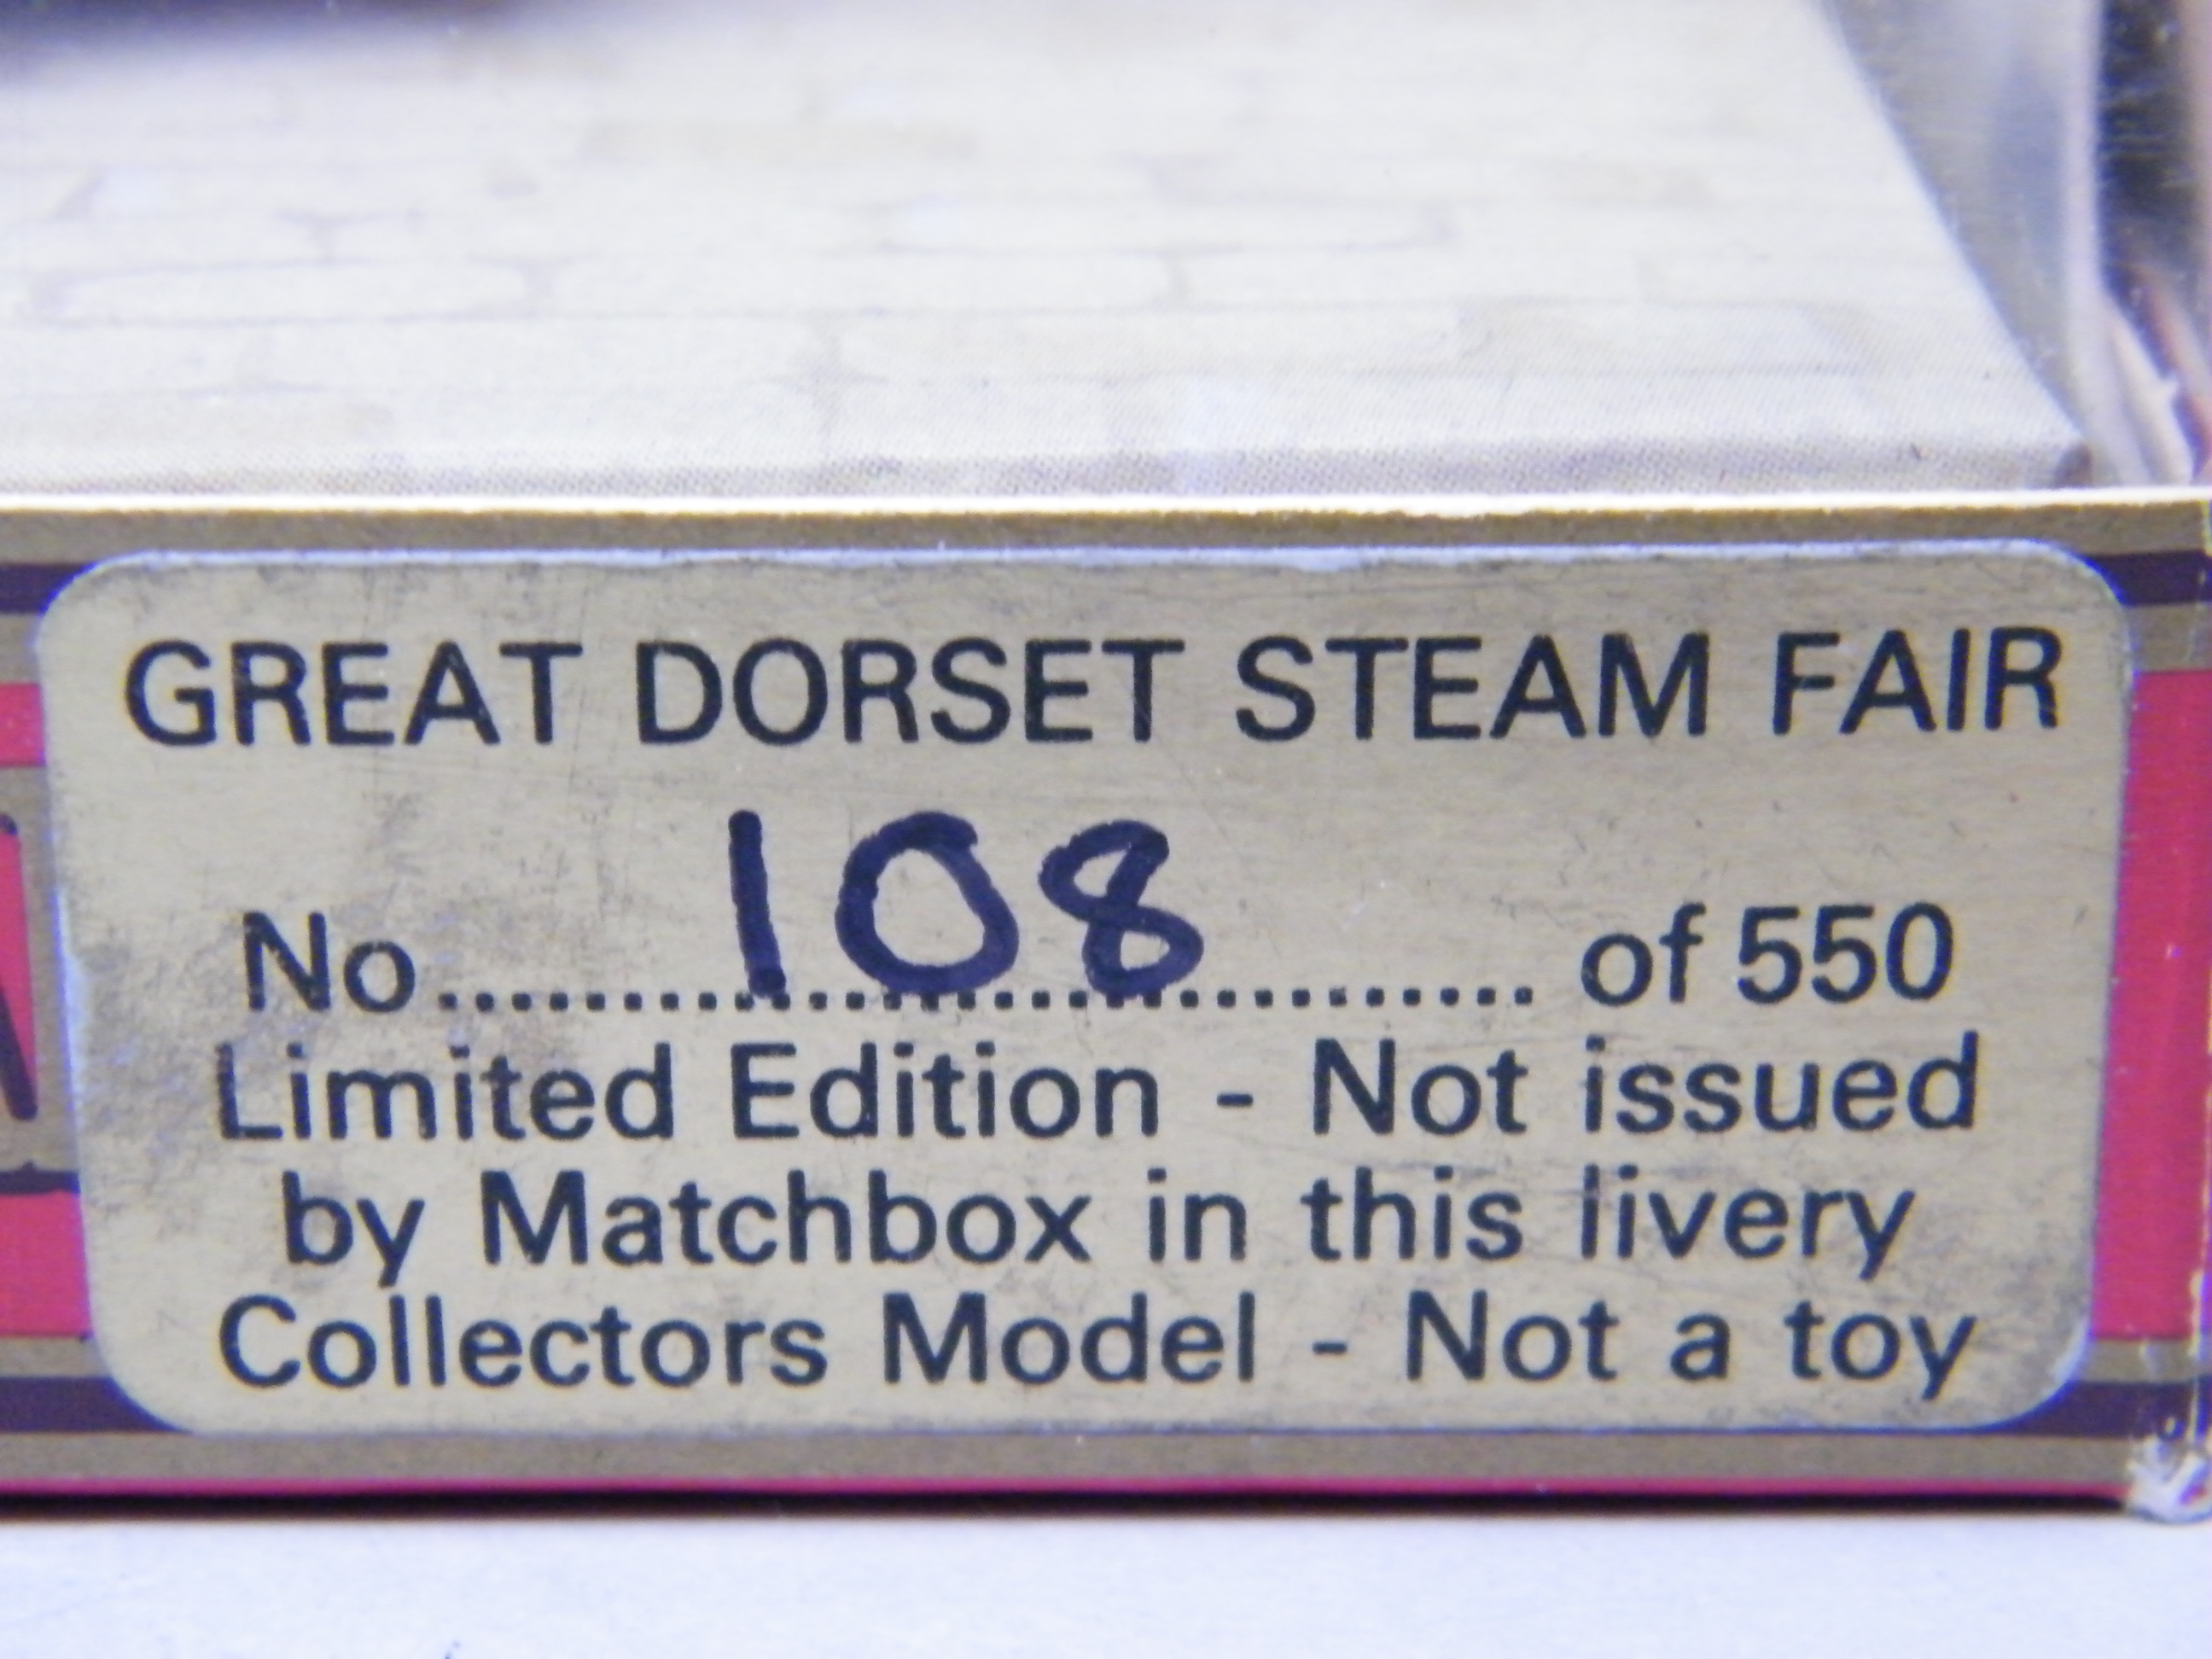 GREAT DORSET STEAM FAIR
No 108 of 550
Limited Edition - Not issued
by Matchbox in this livery
Collectors Model - Not a toy